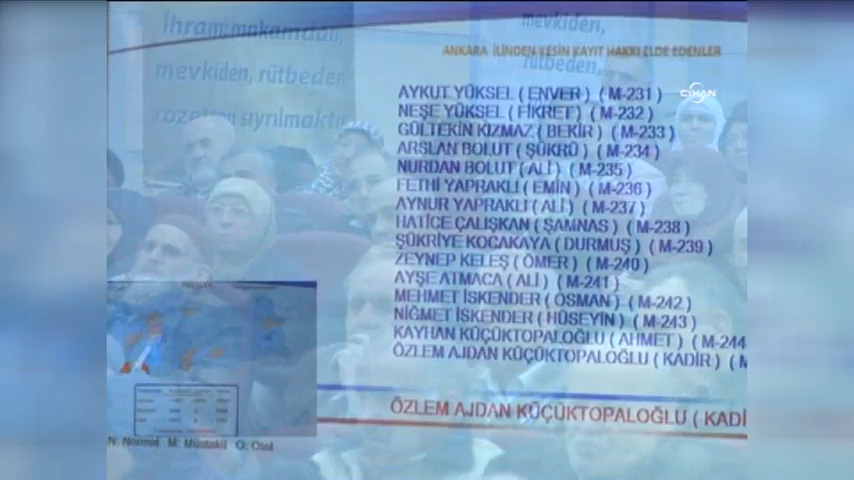 İhram: makamdan,
mevkiden, rütbeden
rozetten sıyrılmaktır
mevkiden,
rütbeden,
ANKARA İLİNDEN KESİN KAYIT HAKKI ELDE EDENLER
CİHAN
AYKUT YÜKSEL ( ENVER ) ( M-231 )
NEŞE YÜKSEL ( FİKRET ) ( M-232 )
GÜLTEKİN KIZMAZ ( BEKİR ) ( M-233 )
ARSLAN BOLUT ( ŞÜKRÜ ) ( M-234 )
NURDAN BOLUT ( ALİ ) ( M-235 )
FETHİ YAPRAKLI ( EMİN ) ( M-236 )
AYNUR YAPRAKLI ( ALİ ) ( M-237 )
HATİCE ÇALIŞKAN ( ŞAMNAS ) ( M-238 )
ŞÜKRİYE KOCAKAYA ( DURMUŞ ) ( M-239 )
ZEYNEP KELEŞ ( ÖMER ) ( M-240 )
AYŞE ATMACA ( ALİ ) ( M-241 )
MEHMET İSKENDER ( OSMAN ) ( M-242 )
NİĞMET İSKENDER ( HÜSEYİN ) ( M-243 )
KAYHAN KÜÇÜKTOPALOĞLU ( AHMET ) ( M-244
ÖZLEM AJDAN KÜÇÜKTOPALOĞLU ( KADİR ) ( M
ÖZLEM AJDAN KÜÇÜKTOPALOĞLU ( KADİ
N: Normal M: Müstakil O: Otel